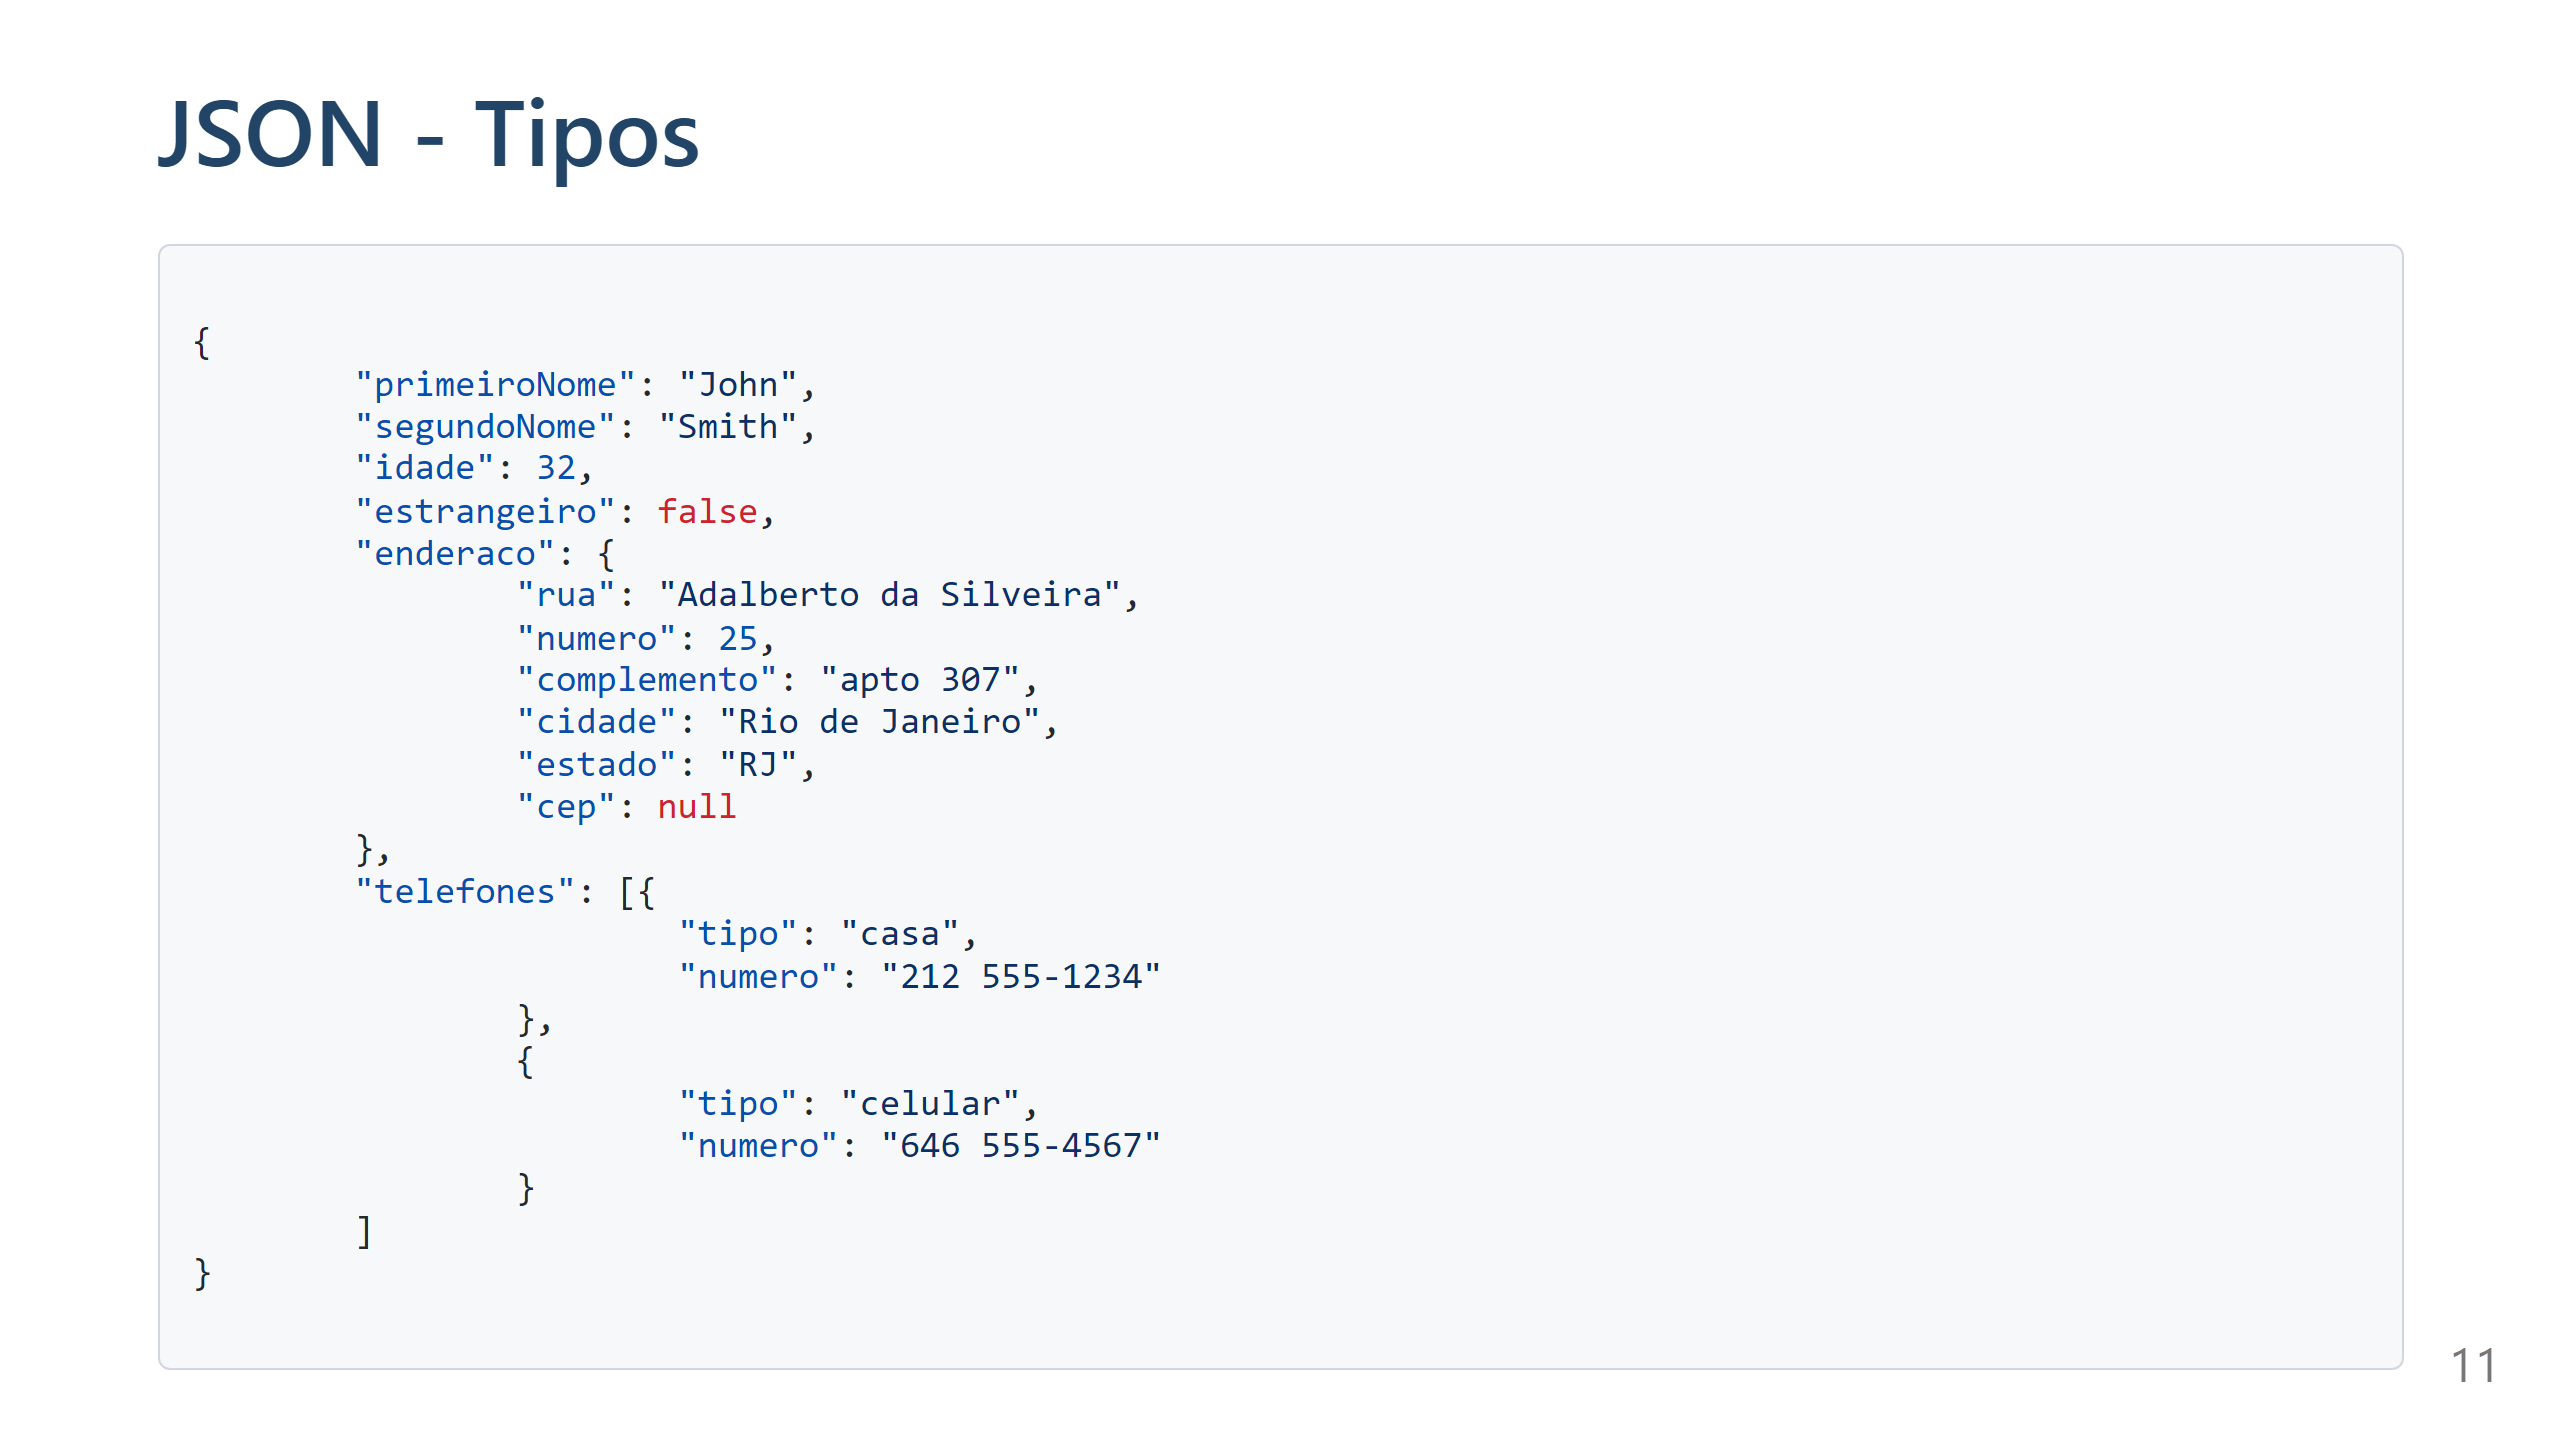 JSON - Tipos
{
"primeiroNome": "John",
"segundoNome": "Smith",
"idade": 32,
"estrangeiro": false,
"enderaco": {
"rua": "Adalberto da Silveira",
"numero": 25,
"complemento": "apto 307",
"cidade": "Rio de Janeiro",
"estado": "RJ",
"cep": null
},
"telefones": [{
"tipo": "casa",
"numero": "212 555-1234"
},
{
"tipo": "celular",
"numero": "646 555-4567"
}
]
}
11